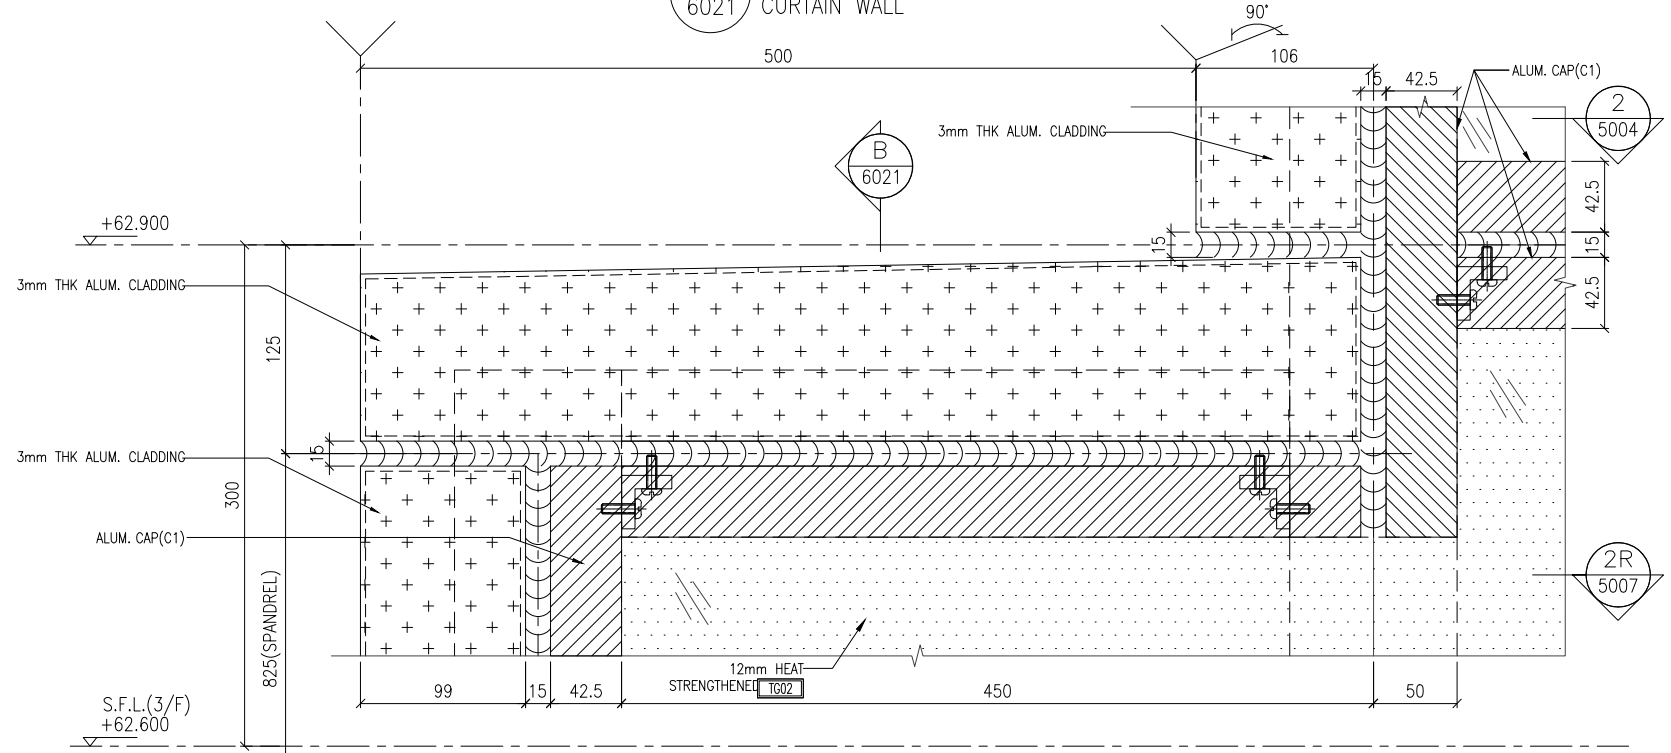 6021 CURTAIN WALL
90°
500
106
15
42.5
ALUM. CAP(C1)
2
5004
3mm THK ALUM. CLADDING
B
6021
+62.900
42.5
15
15
42.5
3mm THK ALUM. CLADDING
125
3mm THK ALUM. CLADDING
15
300
ALUM. CAP(C1)
2R
5007
825(SPANDREL)
12mm HEAT
STRENGTHENED TG02
99
15
42.5
450
50
S.F.L.(3/F)
+62.600